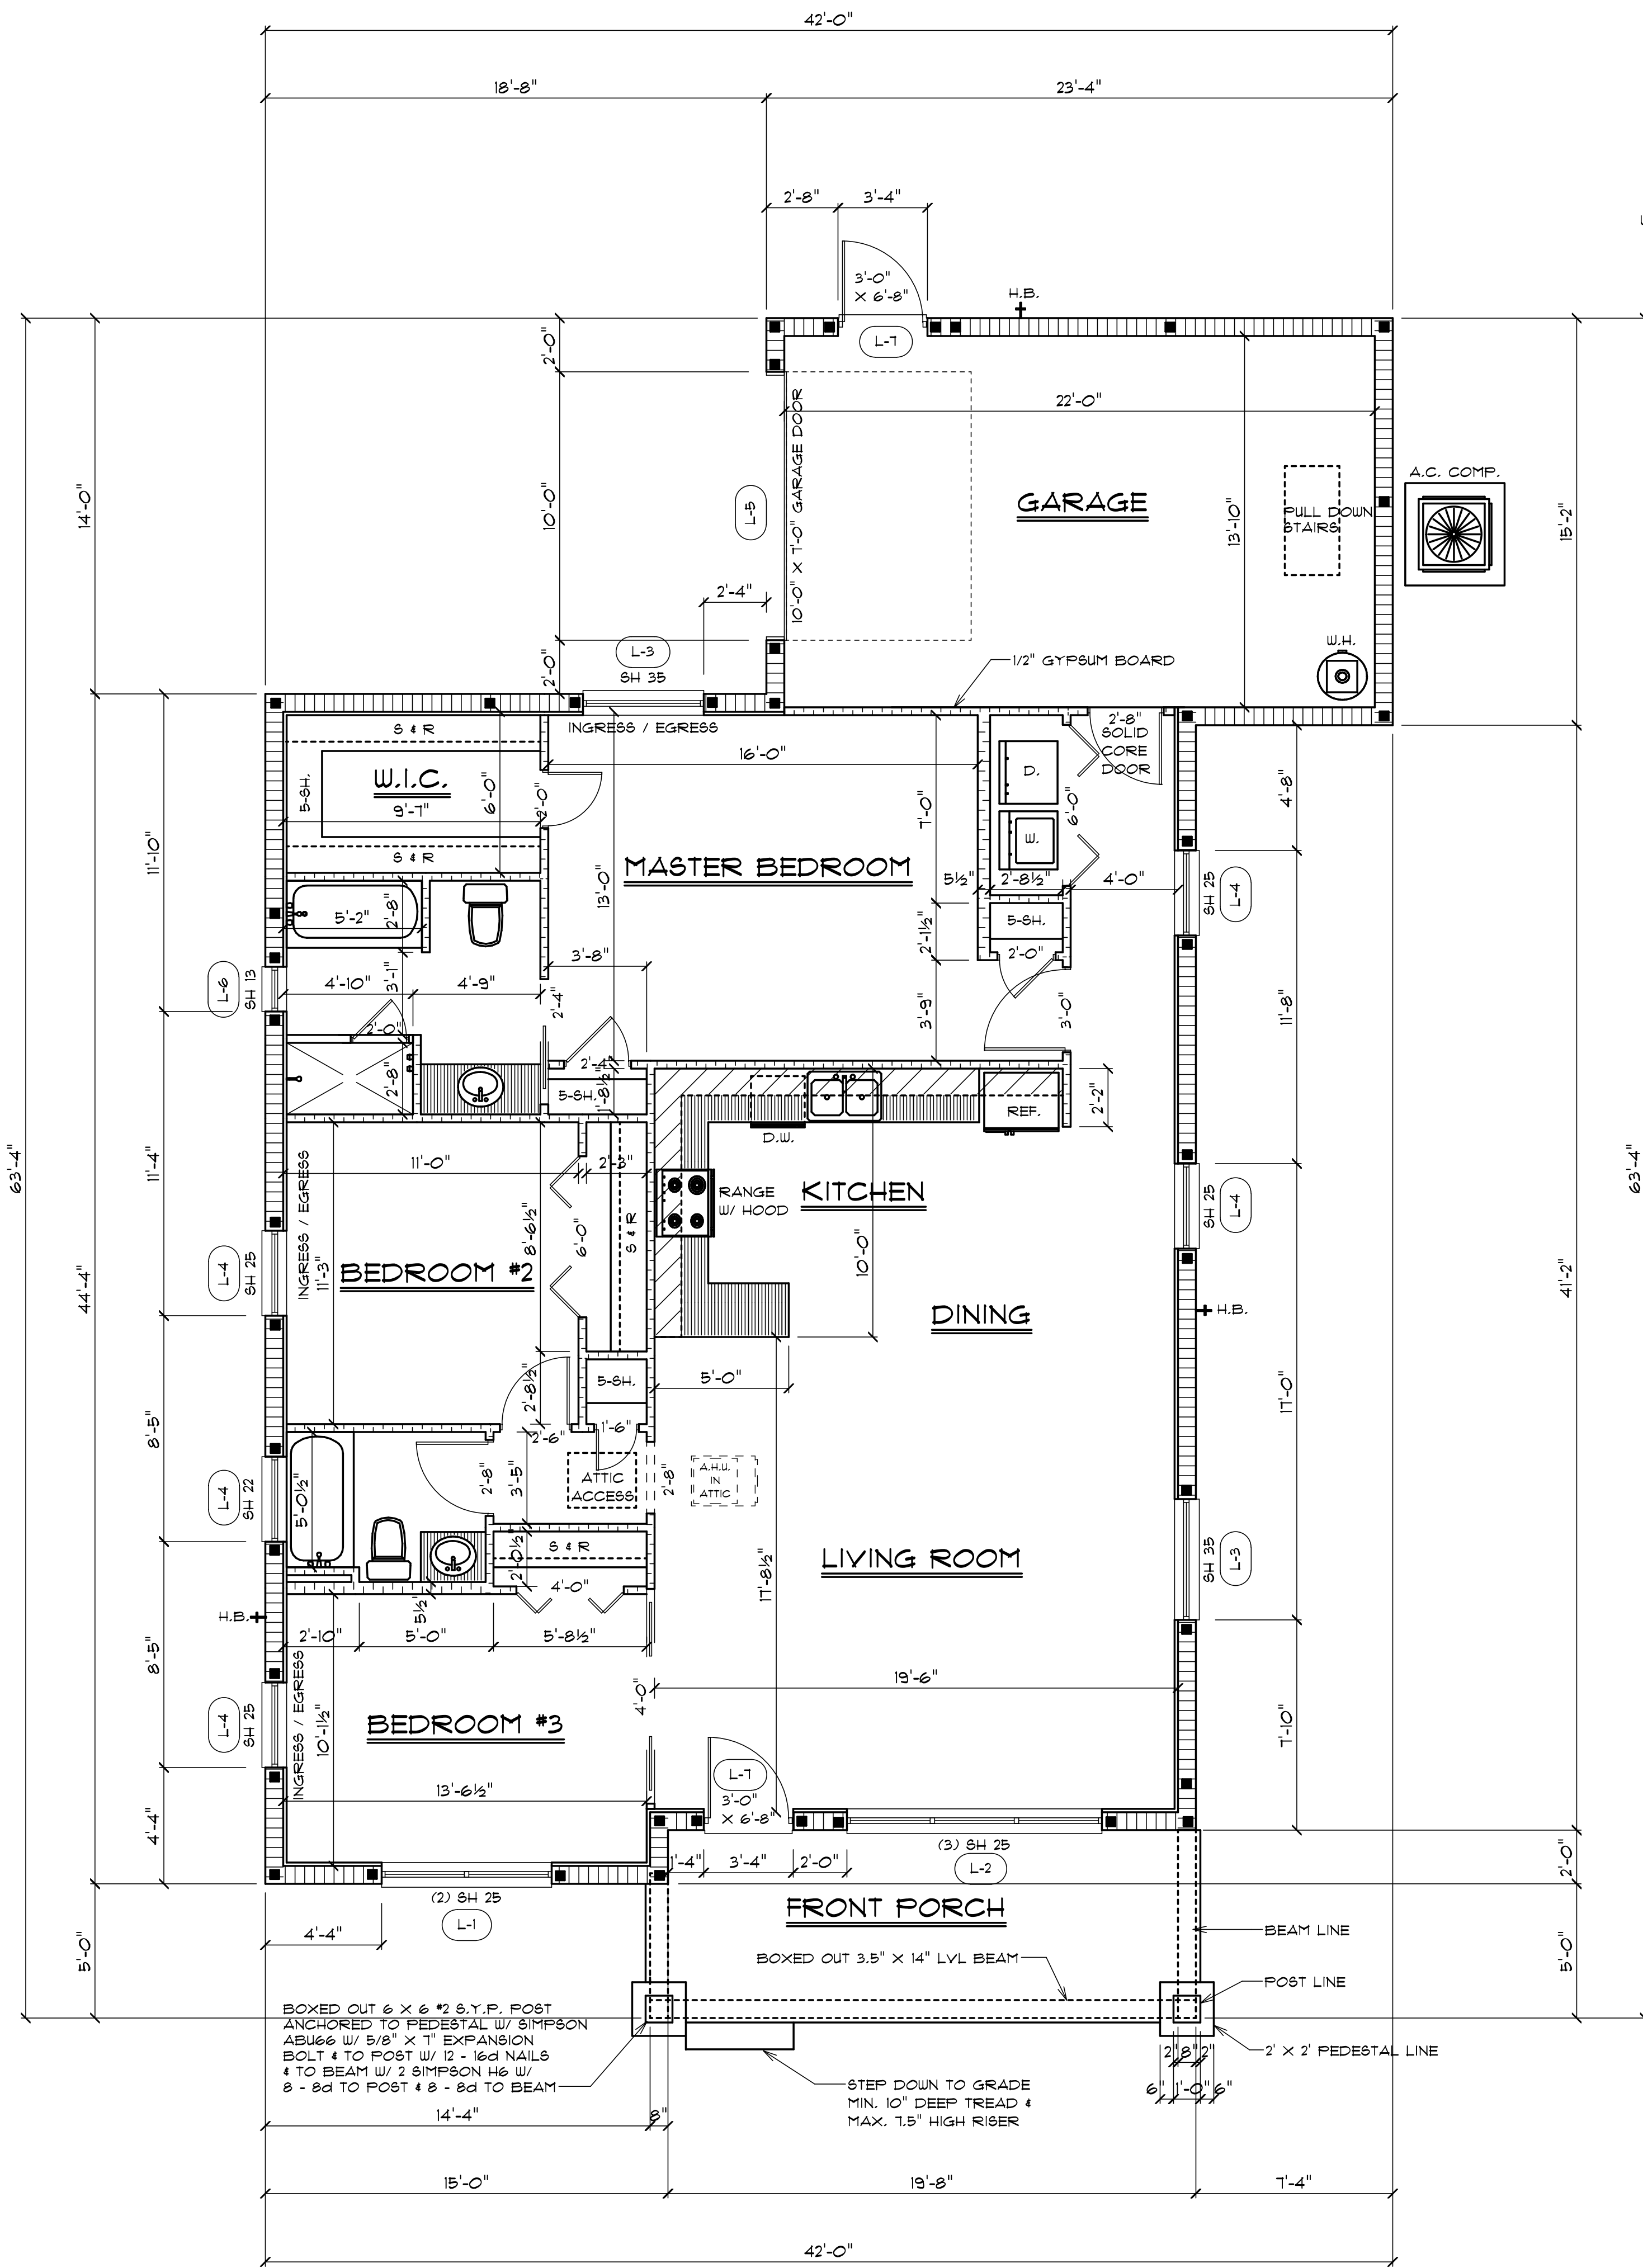 42'-0"
18'-8"
23'-4"
2'-8"
3'-4"
3'-0"
X 6'-8"
H.B.
L-7
2'-0"
22'-0"
10'-0" X 7'-0" GARAGE DOOR
A.C. COMP.
14'-0"
10'-0"
L-5
GARAGE
13'-10"
PULL DOWN
STAIRS
15'-2"
2'-4"
W.H.
L-3
SH 35
2'-0"
1/2" GYPSUM BOARD
INGRESS / EGRESS
S & R
16'-0"
2'-8"
SOLID
CORE
DOOR
5-SH.
W.I.C.
9'-7"
6'-0"
2'-0"
7'-0"
D.
6'-0"
4'-8"
S & R
W.
11'-10"
MASTER BEDROOM
13'-0"
5½"
2'-8½"
4'-0"
SH 25
L-4
5'-2"
2'-8"
5-SH.
2'-1½"
2'-0"
3'-8"
L-6
SH 13
4'-10"
3'-1"
4'-9"
2'-4"
3'-9"
3'-0"
11'-8"
2'-0"
2'-8"
2'-4"
5-SH.
1'-8½"
REF.
2'-2"
D.W.
63'-4"
63'-4"
11'-4"
INGRESS / EGRESS
11'-0"
2'-3"
RANGE
W/ HOOD
KITCHEN
SH 25
L-4
8'-6½"
6'-0"
S & R
10'-0"
L-4
SH 25
11'-3"
BEDROOM #2
44'-4"
41'-2"
DINING
H.B.
5-SH.
5'-0"
17'-0"
2'-8½"
8'-5"
1'-6"
2'-6"
L-4
SH 22
5'-0½"
2'-8"
3'-5"
ATTIC
ACCESS
2'-8"
A.H.U.
IN
ATTIC
S & R
2'-0½"
LIVING ROOM
SH 35
L-3
4'-0"
17'-8½"
H.B.
5½"
2'-10"
5'-0"
5'-8½"
8'-5"
INGRESS / EGRESS
19'-6"
4'-0"
L-4
SH 25
10'-1½"
BEDROOM #3
7'-10"
L-7
3'-0"
X 6'-8"
13'-6½"
4'-4"
(3) SH 25
L-2
1'-4"
3'-4"
2'-0"
2'-0"
(2) SH 25
L-1
FRONT PORCH
4'-4"
BEAM LINE
5'-0"
5'-0"
BOXED OUT 3.5" X 14" LVL BEAM
POST LINE
BOXED OUT 6 X 6 #2 S.Y.P. POST
ANCHORED TO PEDESTAL W/ SIMPSON
ABU66 W/ 5/8" X 7" EXPANSION
BOLT & TO POST W/ 12 - 16d NAILS
& TO BEAM W/ 2 SIMPSON H6 W/
8 - 8d TO POST & 8 - 8d TO BEAM
2" 8" 2"
2' X 2' PEDESTAL LINE
6" 1'-0" 6"
STEP DOWN TO GRADE
MIN. 10" DEEP TREAD &
MAX. 7.5" HIGH RISER
14'-4"
8"
15'-0"
19'-8"
7'-4"
42'-0"